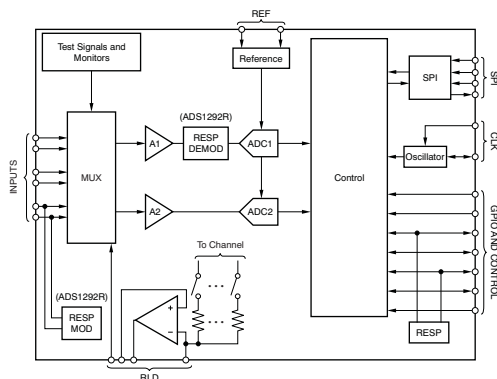 REF
Test Signals and
Monitors
Reference
SPI
SPI
(ADS1292R)
A1
RESP
DEMOD
ADC1
CLK
Oscillator
INPUTS
MUX
Control
A2
ADC2
GPIO AND CONTROL
To Channel
(ADS1292R)
RESP
MOD
+
−
RESP
RLD